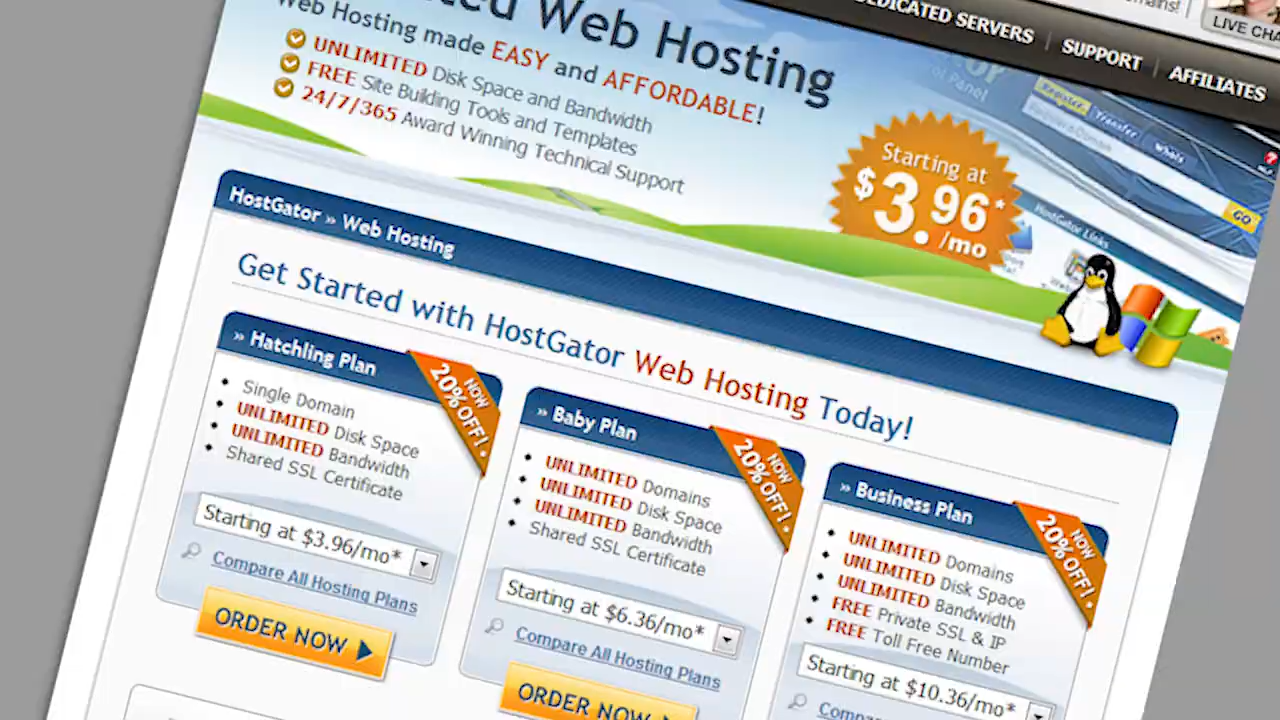 DEDICATED SERVERS | SUPPORT | AFFILIATES
LIVE
Web Hosting
Web Hosting made EASY and AFFORDABLE!
UNLIMITED Disk Space and Bandwidth
FREE Site Building Tools and Templates
24/7/365 Award Winning Technical Support
Register
Transfer
WhoIs
GO
HostGator Links
Starting at
$3.96*
/mo
HostGator » Web Hosting
Get Started with HostGator Web Hosting Today!
» Hatchling Plan
NOW
20% OFF!
Single Domain
UNLIMITED Disk Space
UNLIMITED Bandwidth
Shared SSL Certificate
Starting at $3.96/mo*
Compare All Hosting Plans
ORDER NOW
» Baby Plan
NOW
20% OFF!
UNLIMITED Domains
UNLIMITED Disk Space
UNLIMITED Bandwidth
Shared SSL Certificate
Starting at $6.36/mo*
Compare All Hosting Plans
ORDER NOW
» Business Plan
NOW
20% OFF!
UNLIMITED Domains
UNLIMITED Disk Space
UNLIMITED Bandwidth
FREE Private SSL & IP
FREE Toll Free Number
Starting at $10.36/mo*